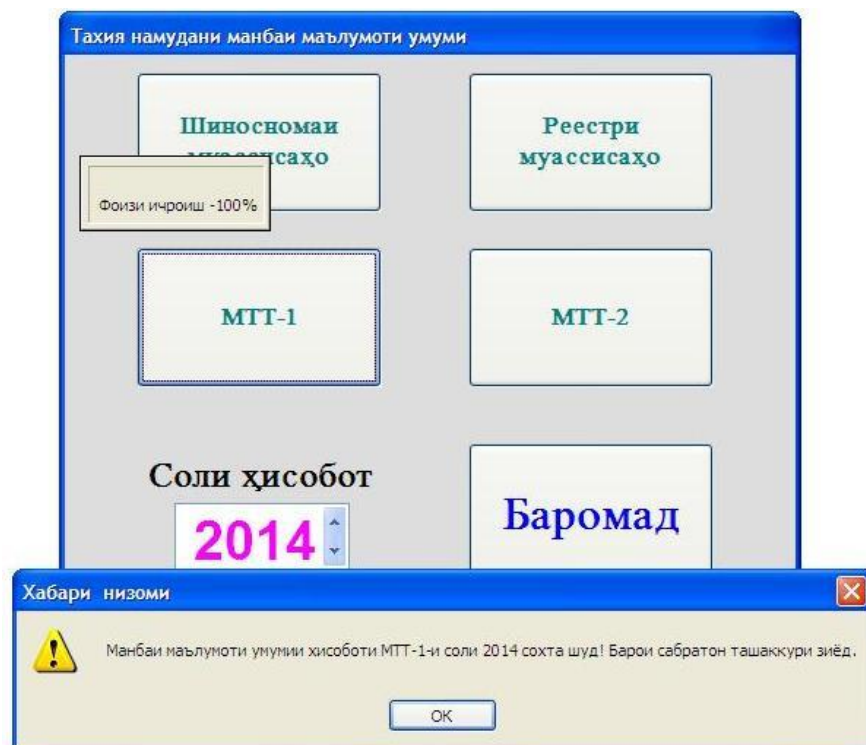 Тахия намудани манбаи маълумоти умуми
Шиносномаи
муассисаҳо
Реестри
муассисаҳо
Фоизи ичроиш -100%
МТТ-1
МТТ-2
Соли ҳисобот
2014
Баромад
Хабари низоми
Манбаи маълумоти умумии хисоботи МТТ-1-и соли 2014 сохта шуд! Барои сабратон ташаккури зиёд.
OK